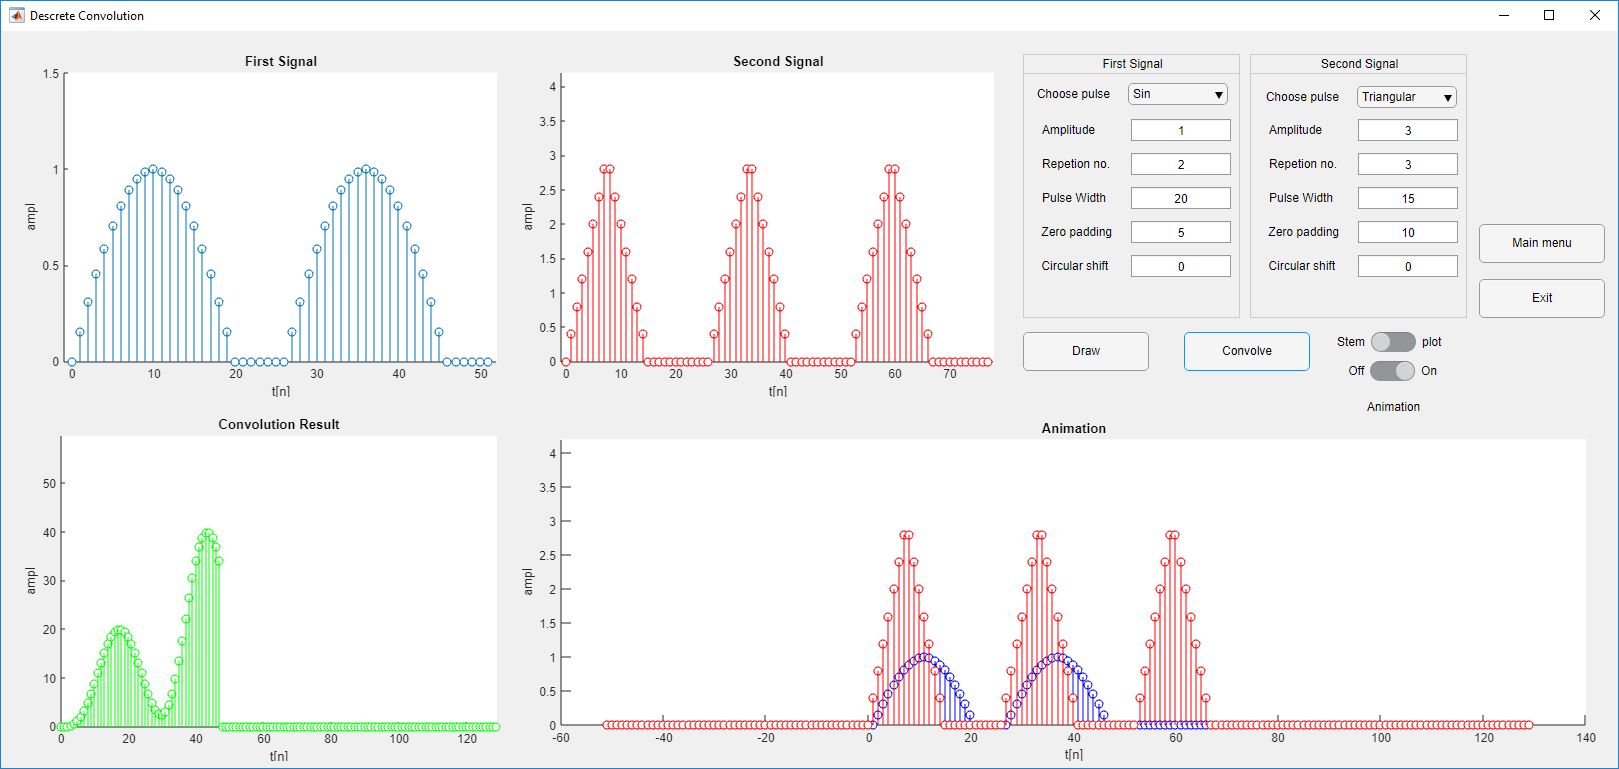 Descrete Convolution
First Signal
1.5
1
0.5
0
ampl
0 10 20 30 40 50
t[n]
Second Signal
4
3.5
3
2.5
2
1.5
1
0.5
0
ampl
0 10 20 30 40 50 60 70
t[n]
First Signal
Choose pulse Sin
Amplitude 1
Repetion no. 2
Pulse Width 20
Zero padding 5
Circular shift 0
Second Signal
Choose pulse Triangular
Amplitude 3
Repetion no. 3
Pulse Width 15
Zero padding 10
Circular shift 0
Main menu
Exit
Draw
Convolve
Stem plot
Off On
Animation
Convolution Result
50
40
30
20
10
0
ampl
0 20 40 60 80 100 120
t[n]
Animation
4
3.5
3
2.5
2
1.5
1
0.5
0
ampl
-60 -40 -20 0 20 40 60 80 100 120 140
t[n]